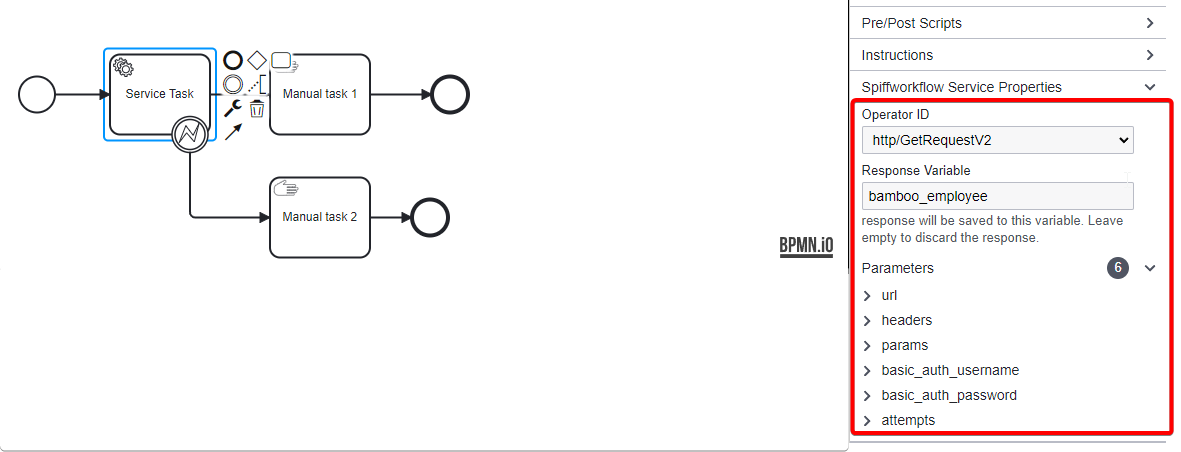 Service Task
Manual task 1
Manual task 2
BPMN.iO
Pre/Post Scripts
Instructions
Spiffworkflow Service Properties
Operator ID
http/GetRequestV2
Response Variable
bamboo_employee
response will be saved to this variable. Leave
empty to discard the response.
Parameters 6
url
headers
params
basic_auth_username
basic_auth_password
attempts